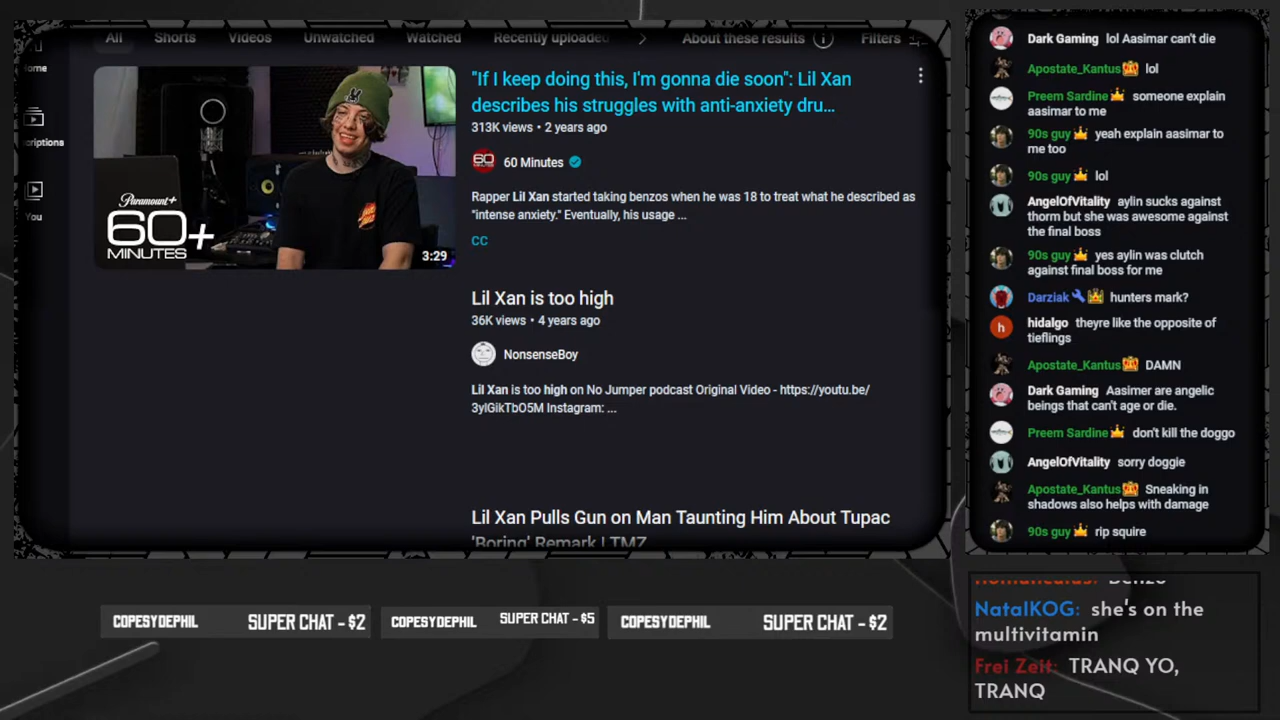 All
Shorts
Videos
Unwatched
Watched
Recently uploaded
About these results
Filters
ome
criptions
You
Paramount+
60+
MINUTES
3:29
"If I keep doing this, I'm gonna die soon": Lil Xan
describes his struggles with anti-anxiety dru...
313K views • 2 years ago
60 Minutes
Rapper Lil Xan started taking benzos when he was 18 to treat what he described as
"intense anxiety." Eventually, his usage ...
CC
Lil Xan is too high
36K views • 4 years ago
NonsenseBoy
Lil Xan is too high on No Jumper podcast Original Video - https://youtu.be/
3ylGikTbO5M Instagram: ...
Lil Xan Pulls Gun on Man Taunting Him About Tupac
'Boring' Remark | TMZ
COPESYDEPHIL SUPER CHAT - $2
COPESYDEPHIL SUPER CHAT - $5
COPESYDEPHIL SUPER CHAT - $2
Dark Gaming lol Aasimar can't die
Apostate_Kantus lol
Preem Sardine someone explain
aasimar to me
90s guy yeah explain aasimar to
me too
90s guy lol
AngelOfVitality aylin sucks against
thorm but she was awesome against
the final boss
90s guy yes aylin was clutch
against final boss for me
Darziak hunters mark?
hidalgo theyre like the opposite of
tieflings
Apostate_Kantus DAMN
Dark Gaming Aasimer are angelic
beings that can't age or die.
Preem Sardine don't kill the doggo
AngelOfVitality sorry doggie
Apostate_Kantus Sneaking in
shadows also helps with damage
90s guy rip squire
Benzo
NatalKOG: she's on the
multivitamin
Frei Zeit: TRANQ YO,
TRANQ